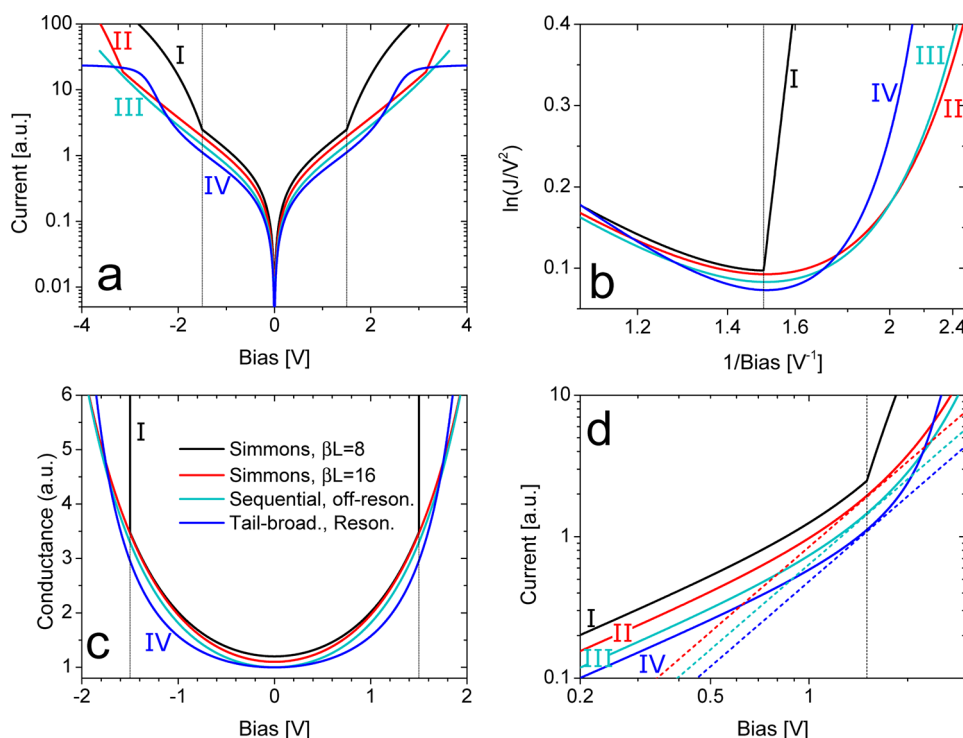 100
10
1
0.1
0.01
Current [a.u.]
II
I
III
IV
a
-4
-2
0
2
4
Bias [V]
0.4
0.3
0.2
0.1
ln(J/V²)
I
III
IV
II
b
1.2
1.4
1.6
2
2.4
1/Bias [V⁻¹]
6
5
4
3
2
1
Conductance (a.u.)
I
Simmons, βL=8
Simmons, βL=16
Sequential, off-reson.
Tail-broad., Reson.
IV
c
-2
-1
0
1
2
Bias [V]
10
1
0.1
Current [a.u.]
d
I
II
III
IV
0.2
0.5
1
2
Bias [V]